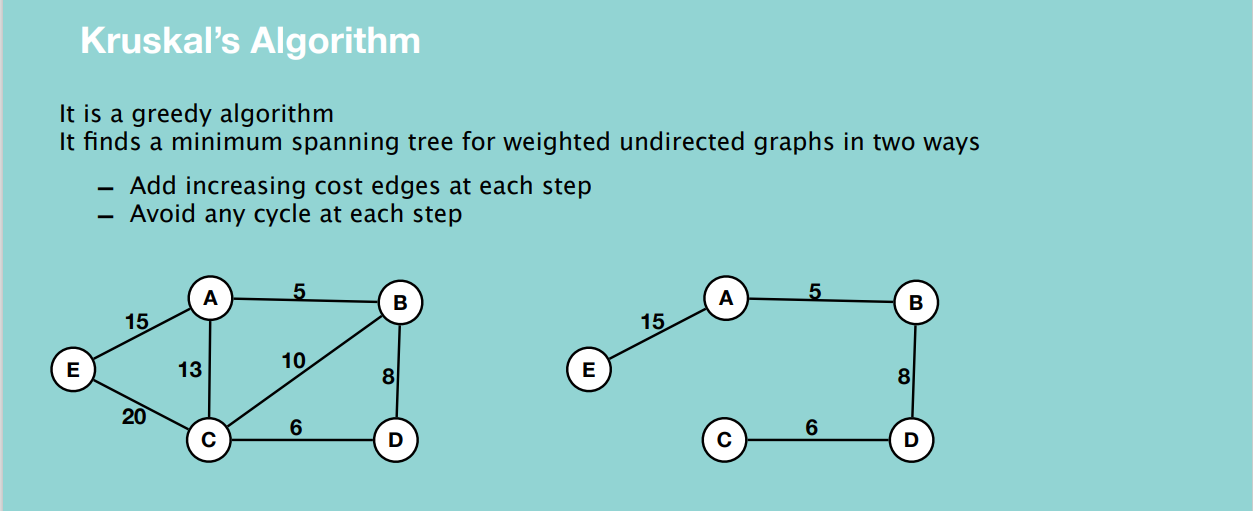 Kruskal's Algorithm
It is a greedy algorithm
It finds a minimum spanning tree for weighted undirected graphs in two ways
– Add increasing cost edges at each step
– Avoid any cycle at each step
A
5
B
15
E
13
10
8
20
C
6
D
A
5
B
15
E
8
C
6
D